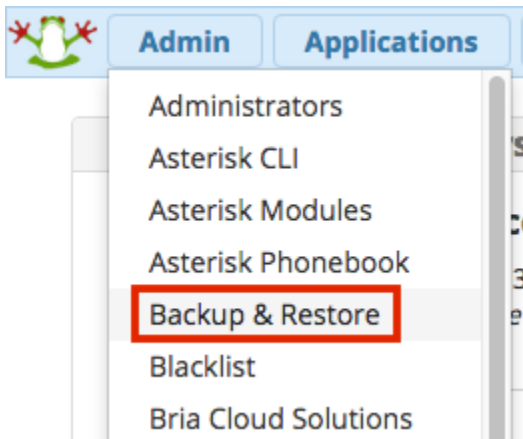 Admin Applications
Administrators
Asterisk CLI
Asterisk Modules
Asterisk Phonebook
Backup & Restore
Blacklist
Bria Cloud Solutions